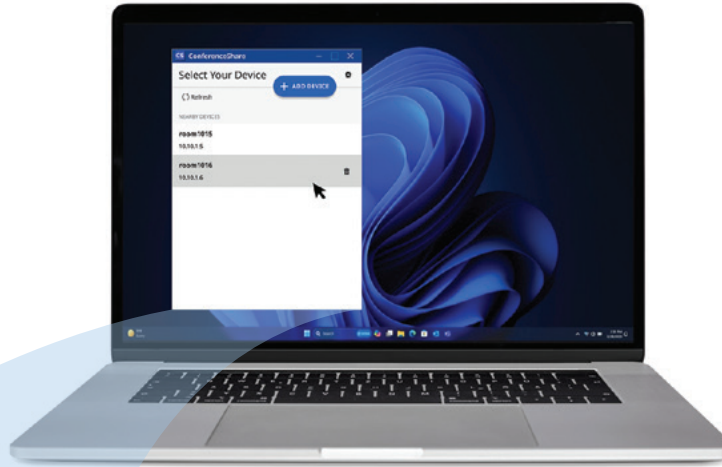 CS ConferenceShare
Select Your Device
+ ADD DEVICE
Refresh
NEARBY DEVICES
room1015
10.10.1.5
room1016
10.10.1.6
Search